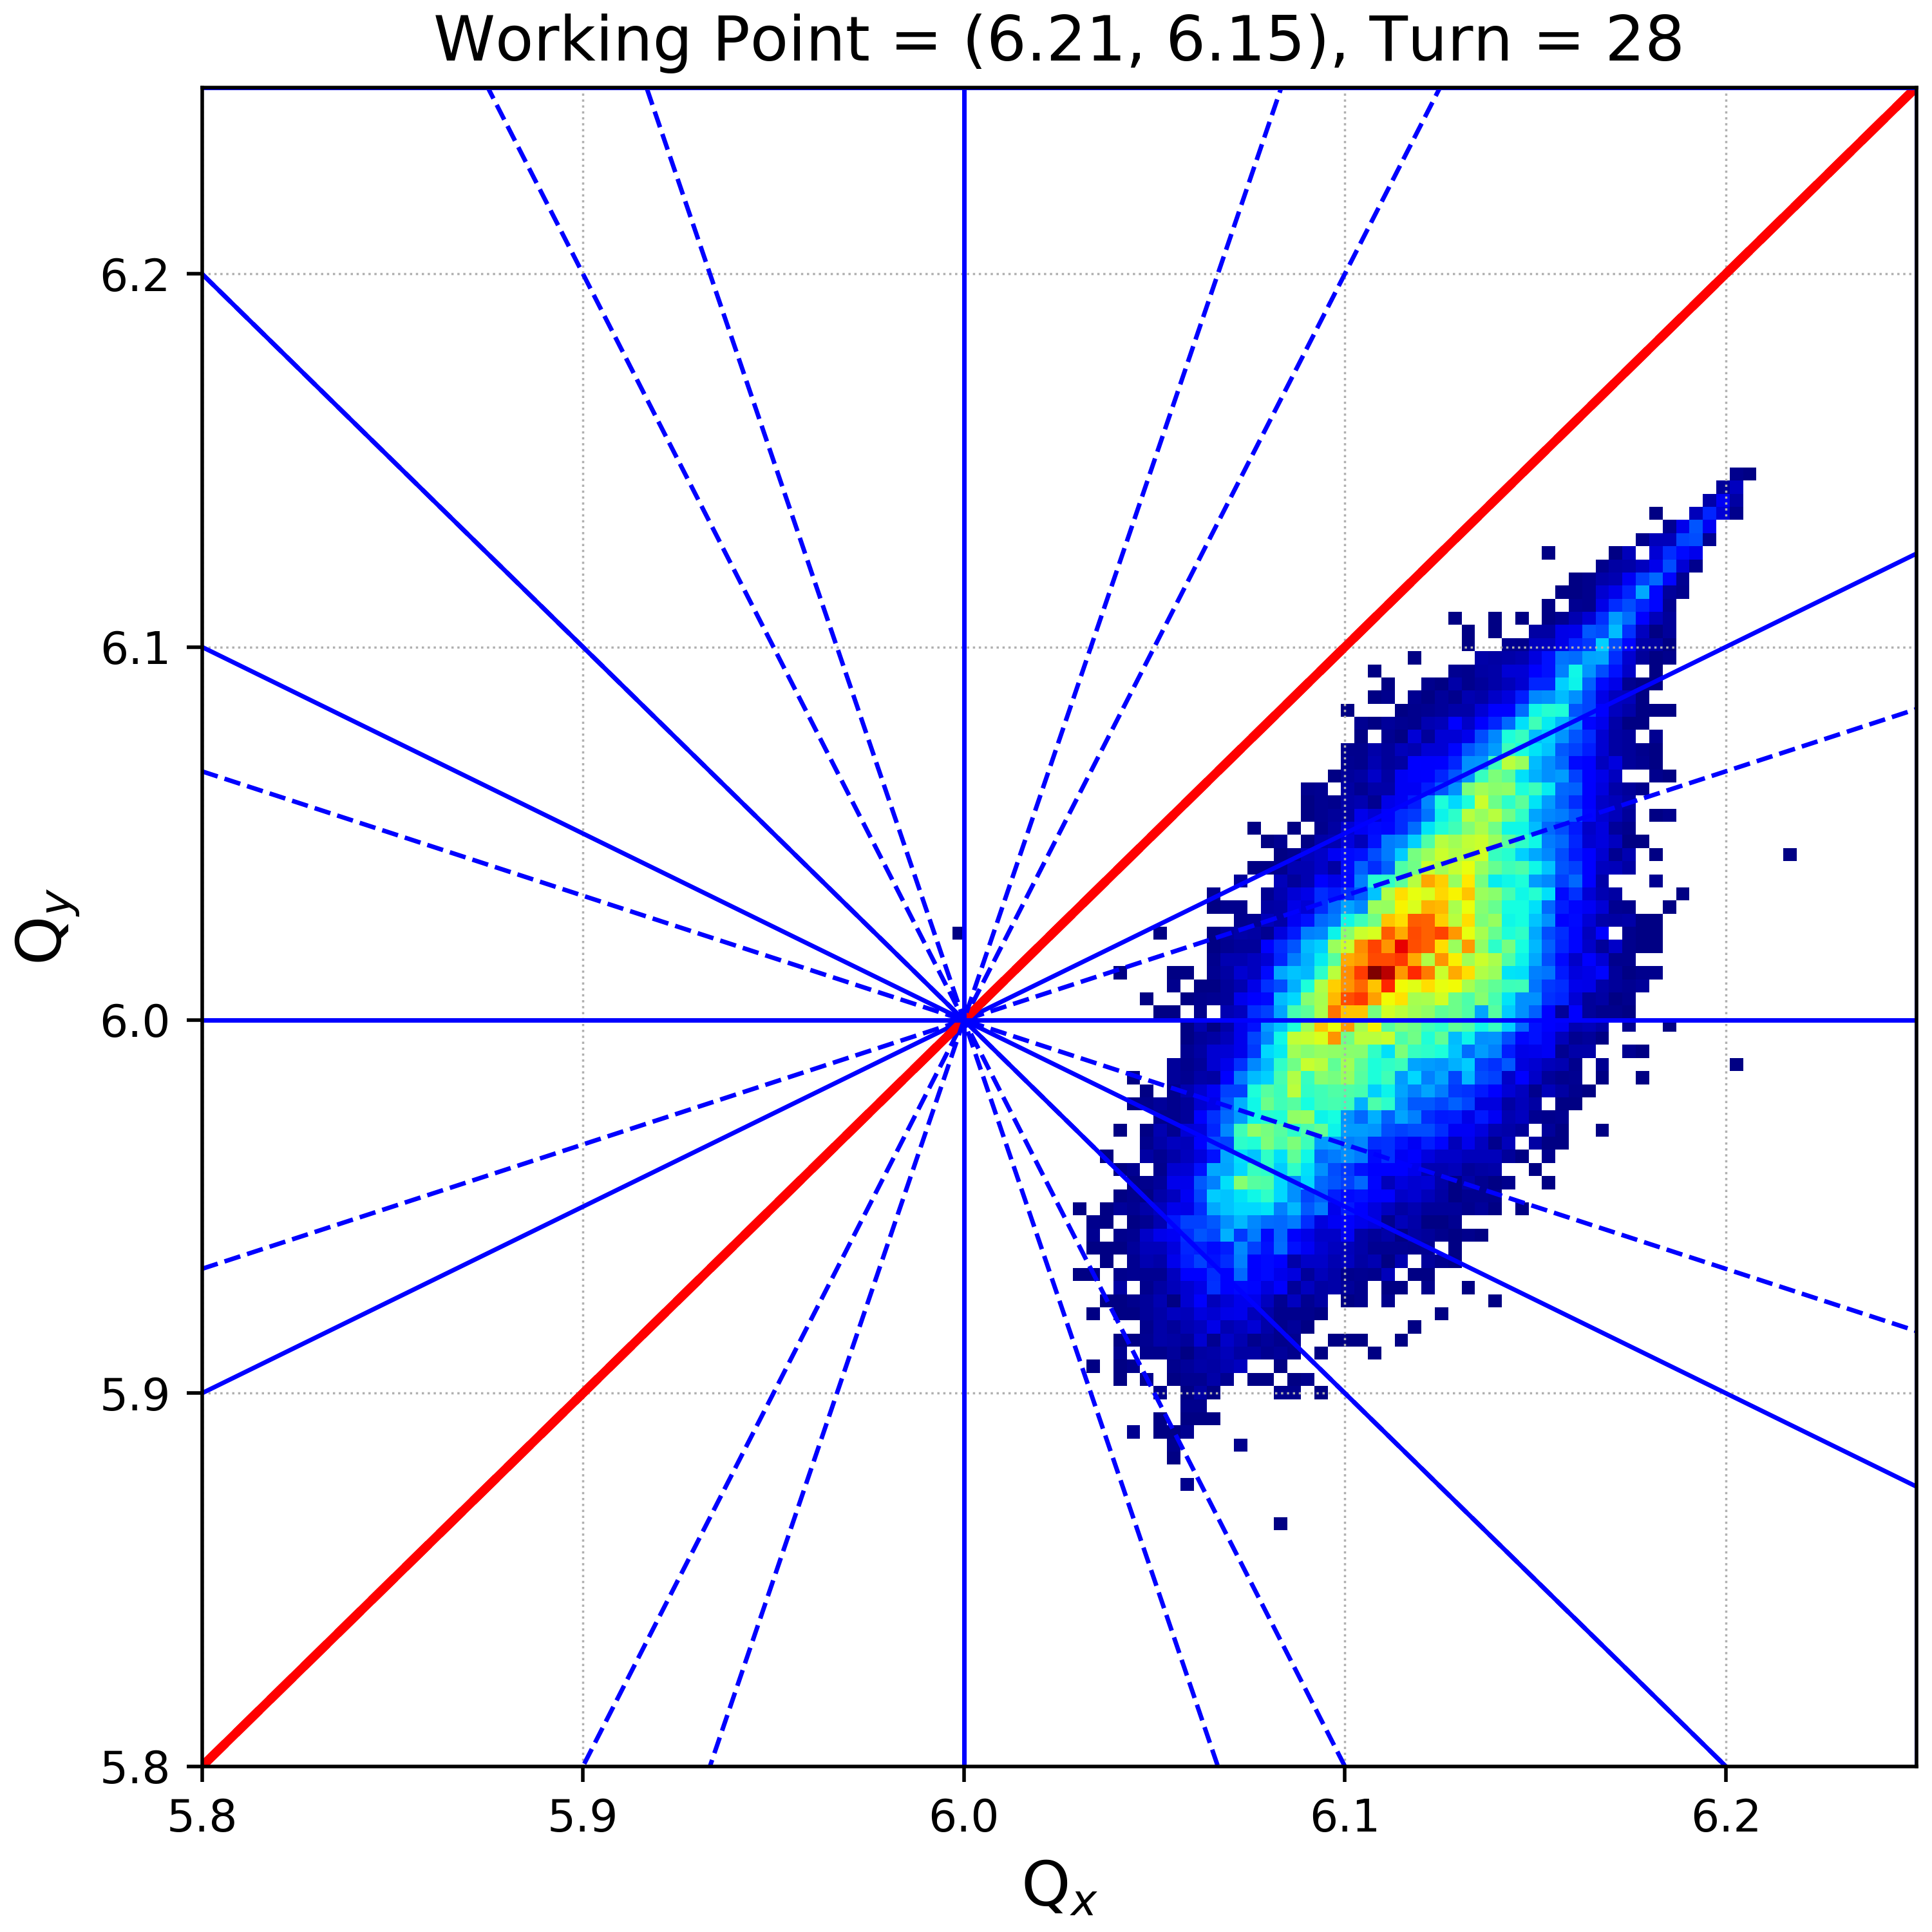 Working Point = (6.21, 6.15), Turn = 28
6.2
6.1
6.0
5.9
5.8
Qy
5.8 5.9 6.0 6.1 6.2
Qx